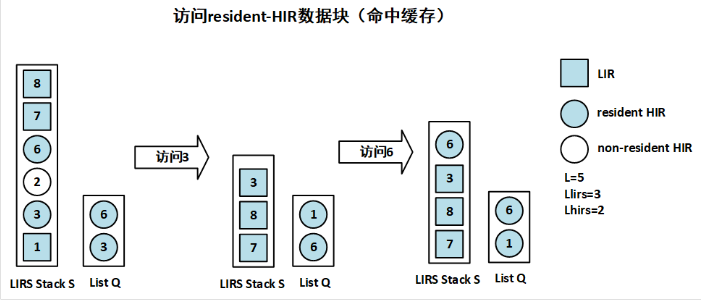 访问resident-HIR数据块（命中缓存）
8
7
6
2
3
1
LIRS Stack S
6
3
List Q
访问3
3
8
7
LIRS Stack S
1
6
List Q
访问6
6
3
8
7
LIRS Stack S
6
1
List Q
LIR
resident HIR
non-resident HIR
L=5
Llirs=3
Lhirs=2